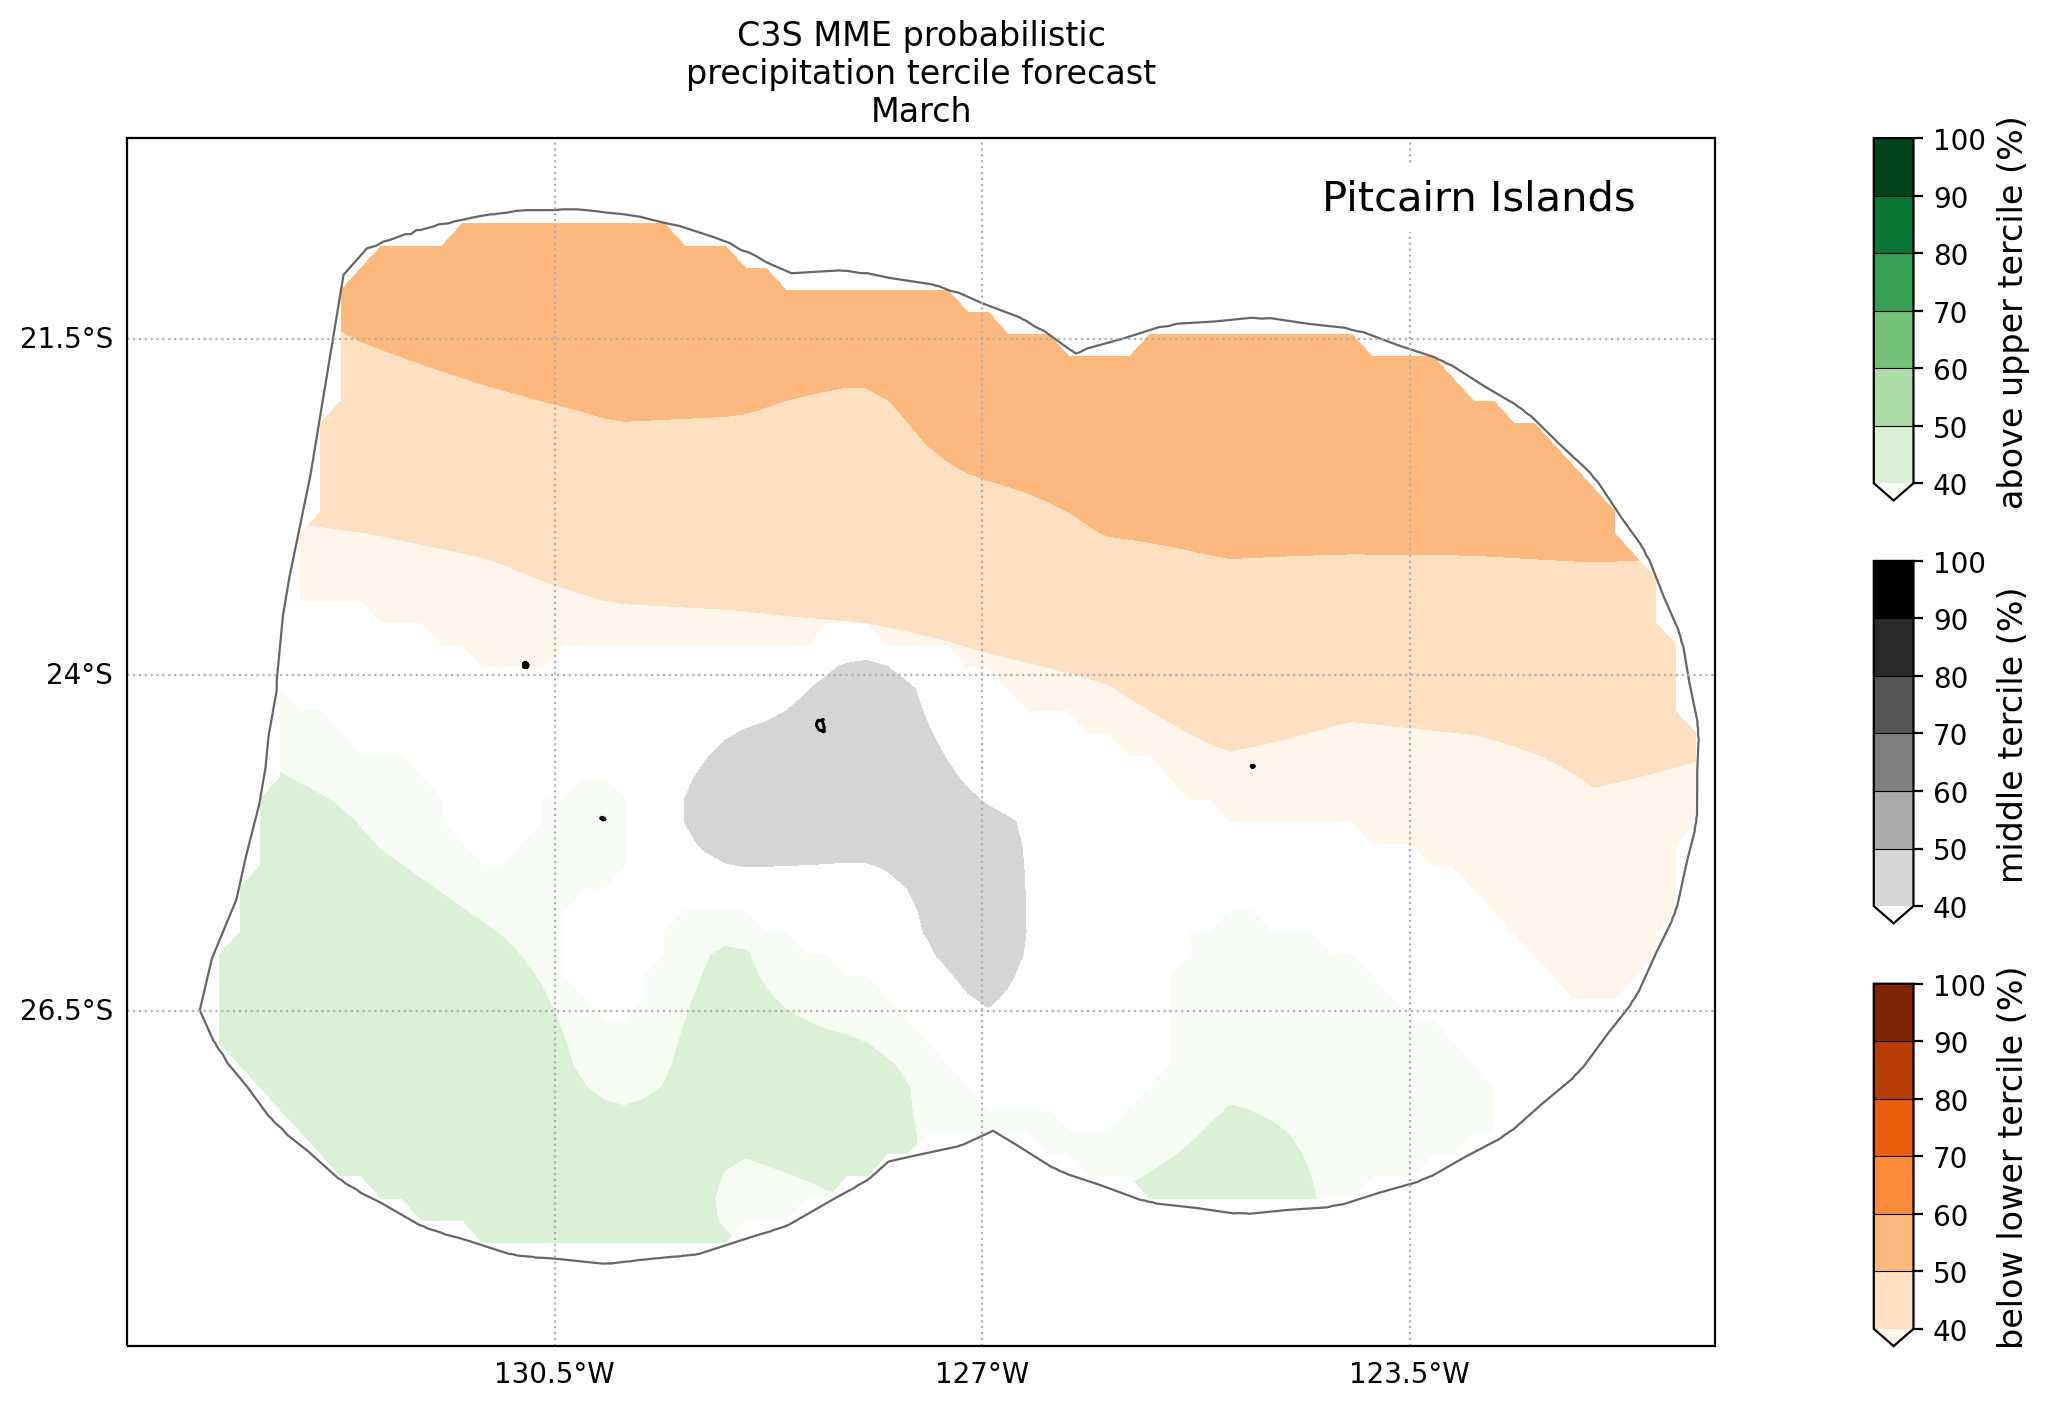 C3S MME probabilistic
precipitation tercile forecast
March
Pitcairn Islands
21.5°S
24°S
26.5°S
130.5°W
127°W
123.5°W
100
90
80
70
60
50
40
above upper tercile (%)
100
90
80
70
60
50
40
middle tercile (%)
100
90
80
70
60
50
40
below lower tercile (%)